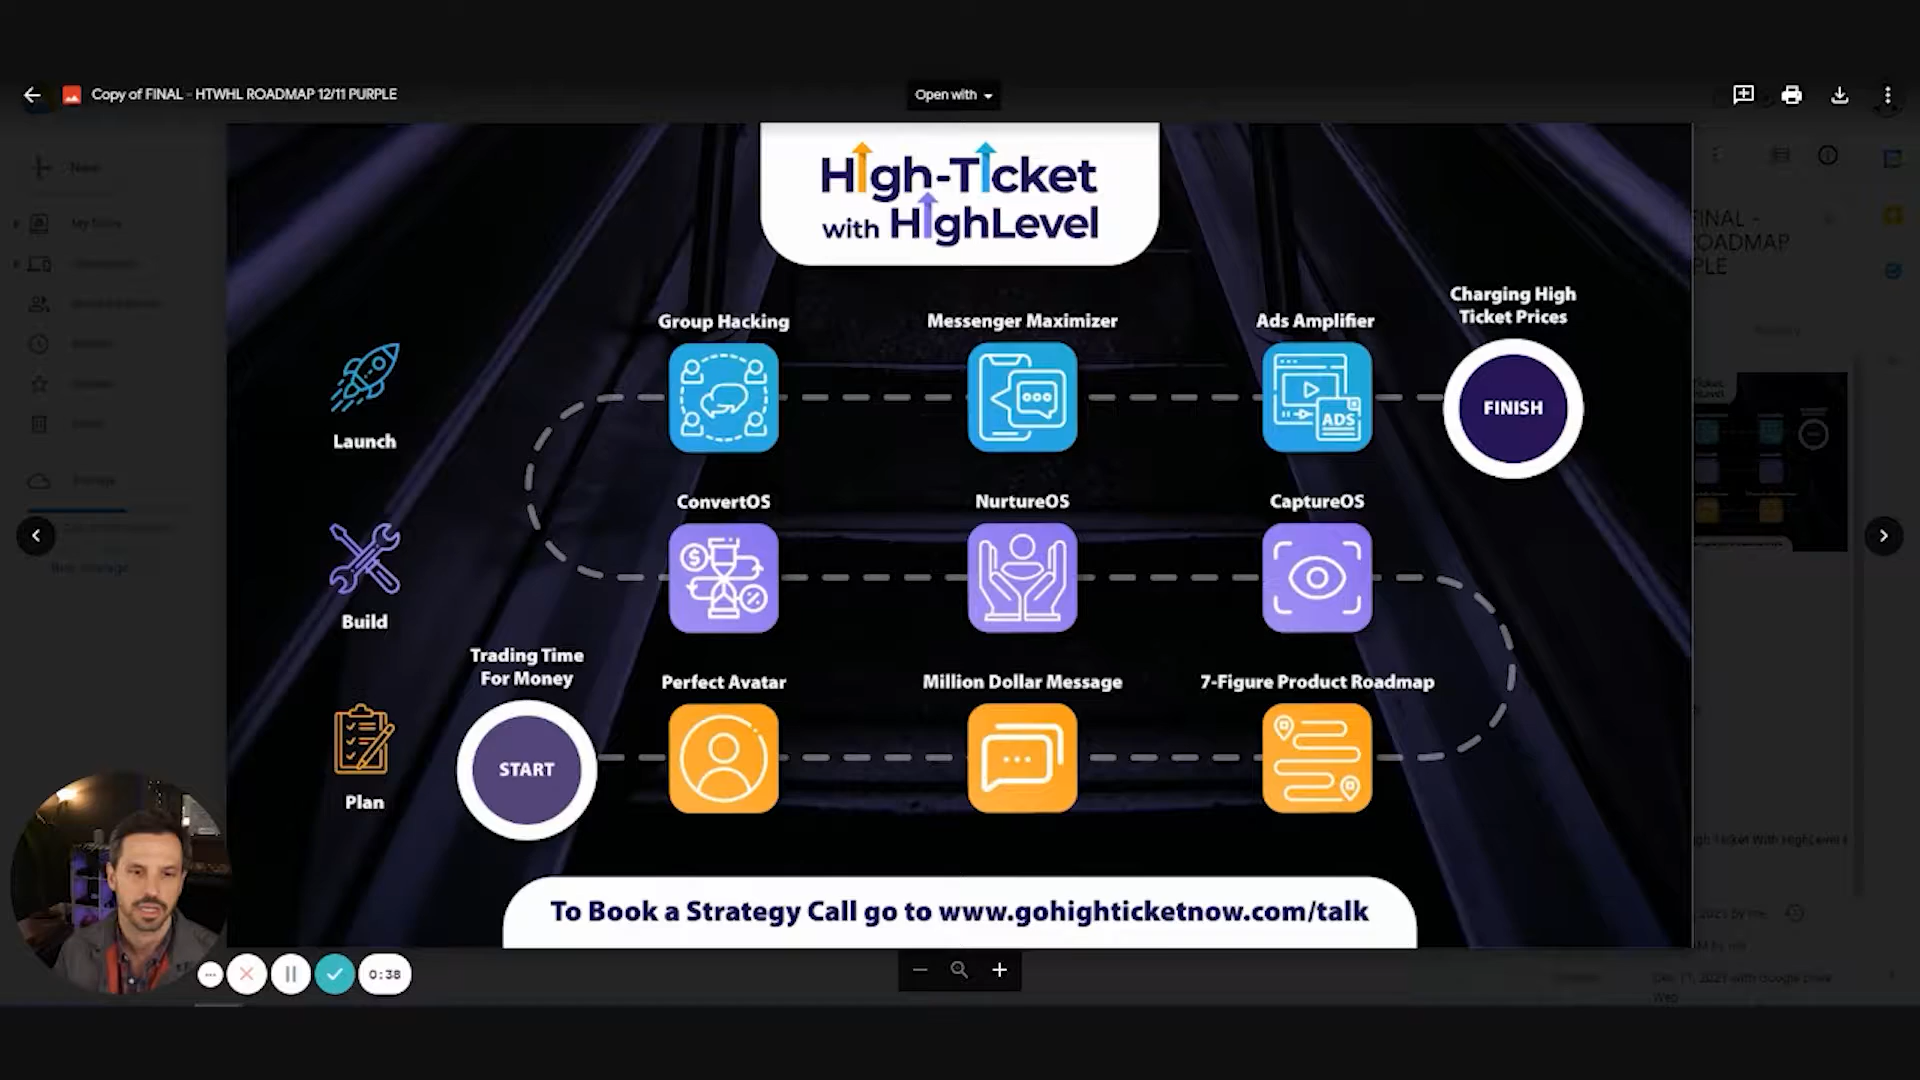 Copy of FINAL - HTWHL ROADMAP 12/11 PURPLE
Open with
High-Ticket
with HighLevel
FINAL -
ROADMAP
PLE
Charging High
Ticket Prices
Group Hacking
Messenger Maximizer
Ads Amplifier
ADS
FINISH
Launch
ConvertOS
NurtureOS
CaptureOS
Build
Trading Time
For Money
Perfect Avatar
Million Dollar Message
7-Figure Product Roadmap
START
Plan
To Book a Strategy Call go to www.gohighticketnow.com/talk
0:38